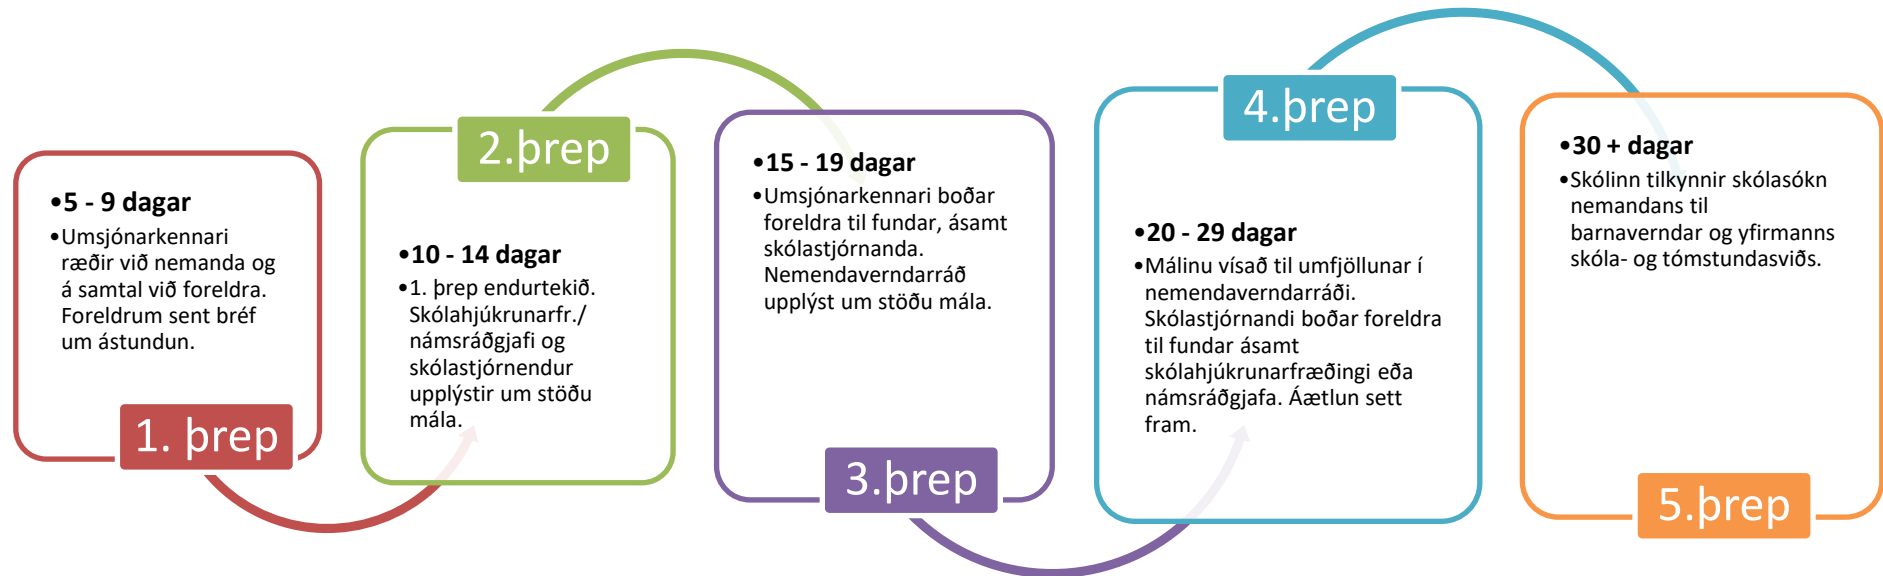 •5 - 9 dagar
•Umsjónarkennari
ræðir við nemanda og
á samtal við foreldra.
Foreldrum sent bréf
um ástundun.
1. þrep
2.þrep
•10 - 14 dagar
•1. þrep endurtekið.
Skólahjúkrunarfr./
námsráðgjafi og
skólastjórnendur
upplýstir um stöðu
mála.
•15 - 19 dagar
•Umsjónarkennari boðar
foreldra til fundar, ásamt
skólastjórnanda.
Nemendaverndarráð
upplýst um stöðu mála.
3.þrep
4.þrep
•20 - 29 dagar
•Málinu vísað til umfjöllunar í
nemendaverndarráði.
Skólastjórnandi boðar foreldra
til fundar ásamt
skólahjúkrunarfræðingi eða
námsráðgjafa. Áætlun sett
fram.
•30 + dagar
•Skólinn tilkynnir skólasókn
nemandans til
barnaverndar og yfirmanns
skóla- og tómstundasviðs.
5.þrep